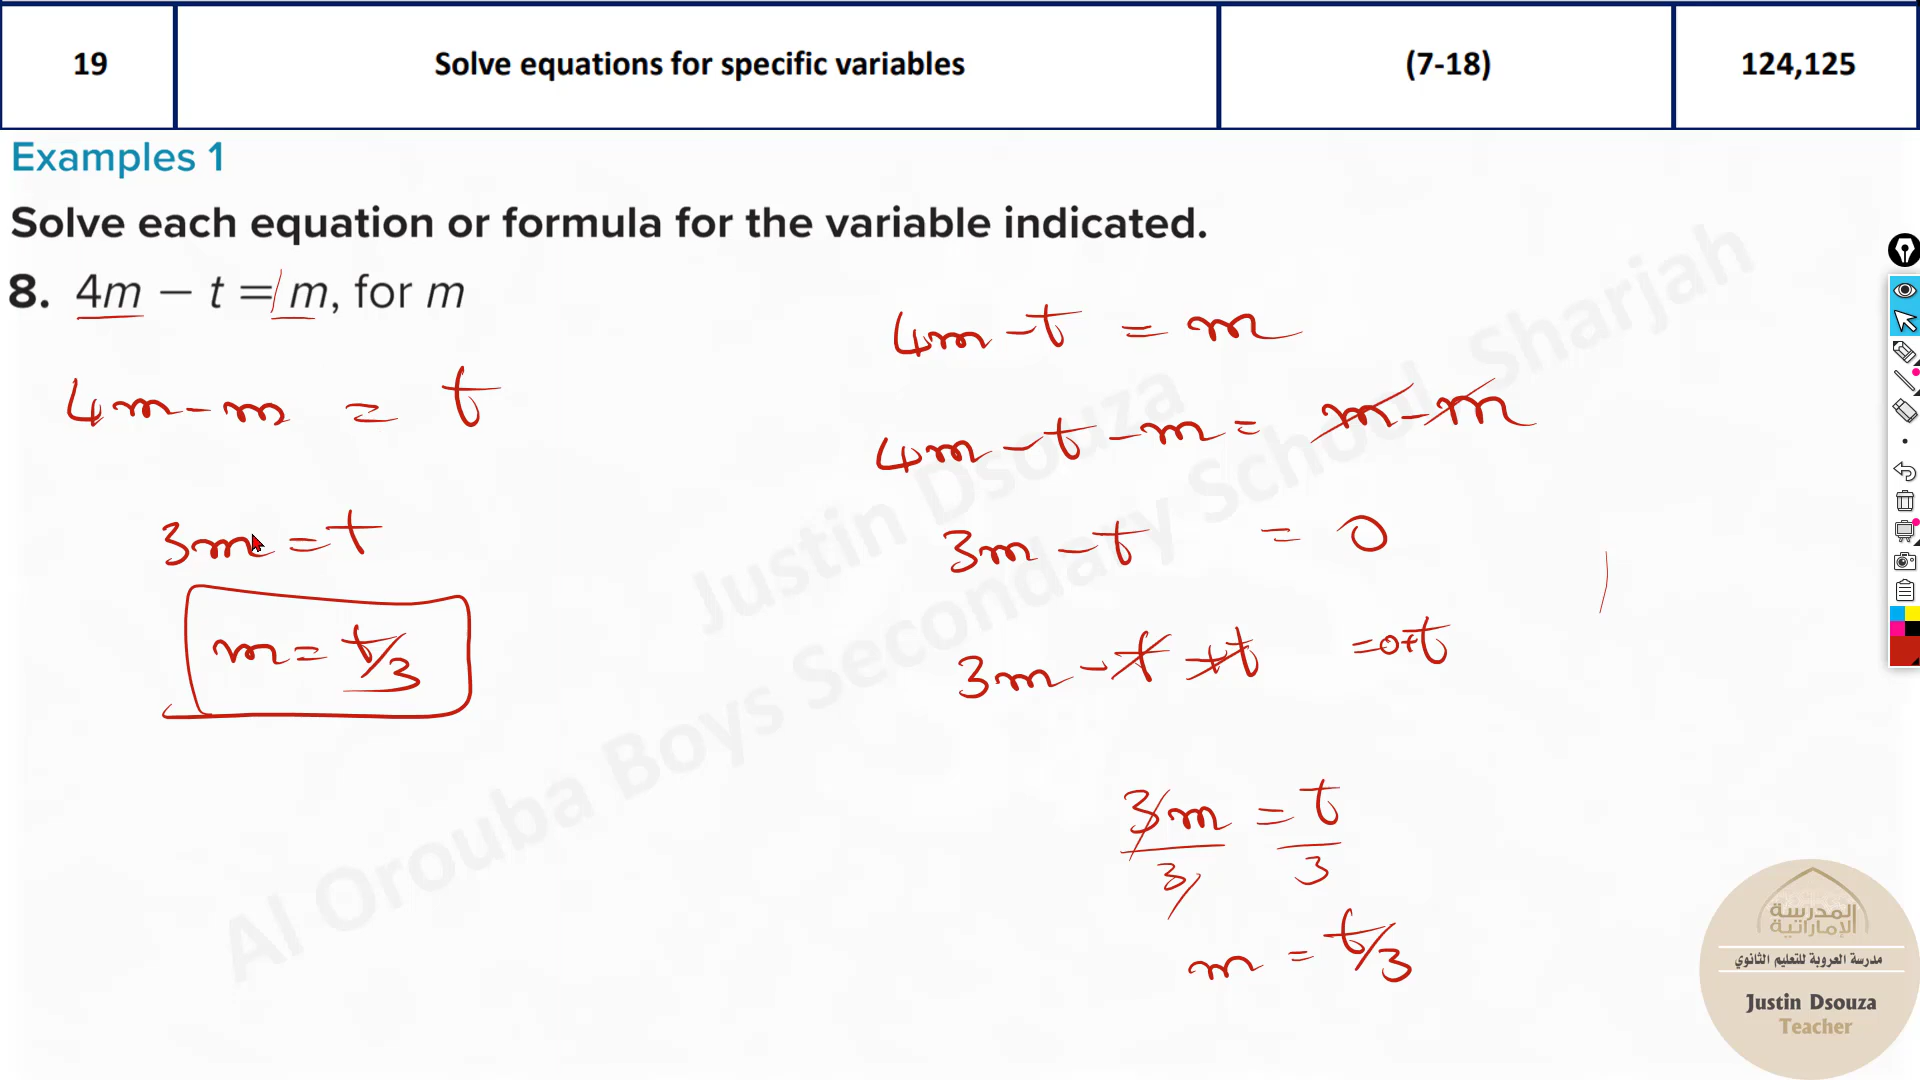 19 Solve equations for specific variables (7-18) 124,125
Examples 1
Solve each equation or formula for the variable indicated.
8. 4m − t = m, for m
4m - m = t
3m = t
m = t/3
4m - t = m
4m - t - m = m - m
3m - t = 0
3m - t + t = 0 + t
3m/3 = t/3
m = t/3
Justin Dsouza
Al Orouba Boys Secondary School, Sharjah
المدرسة
الإماراتية
مدرسة العروبة للتعليم الثانوي
Justin Dsouza
Teacher